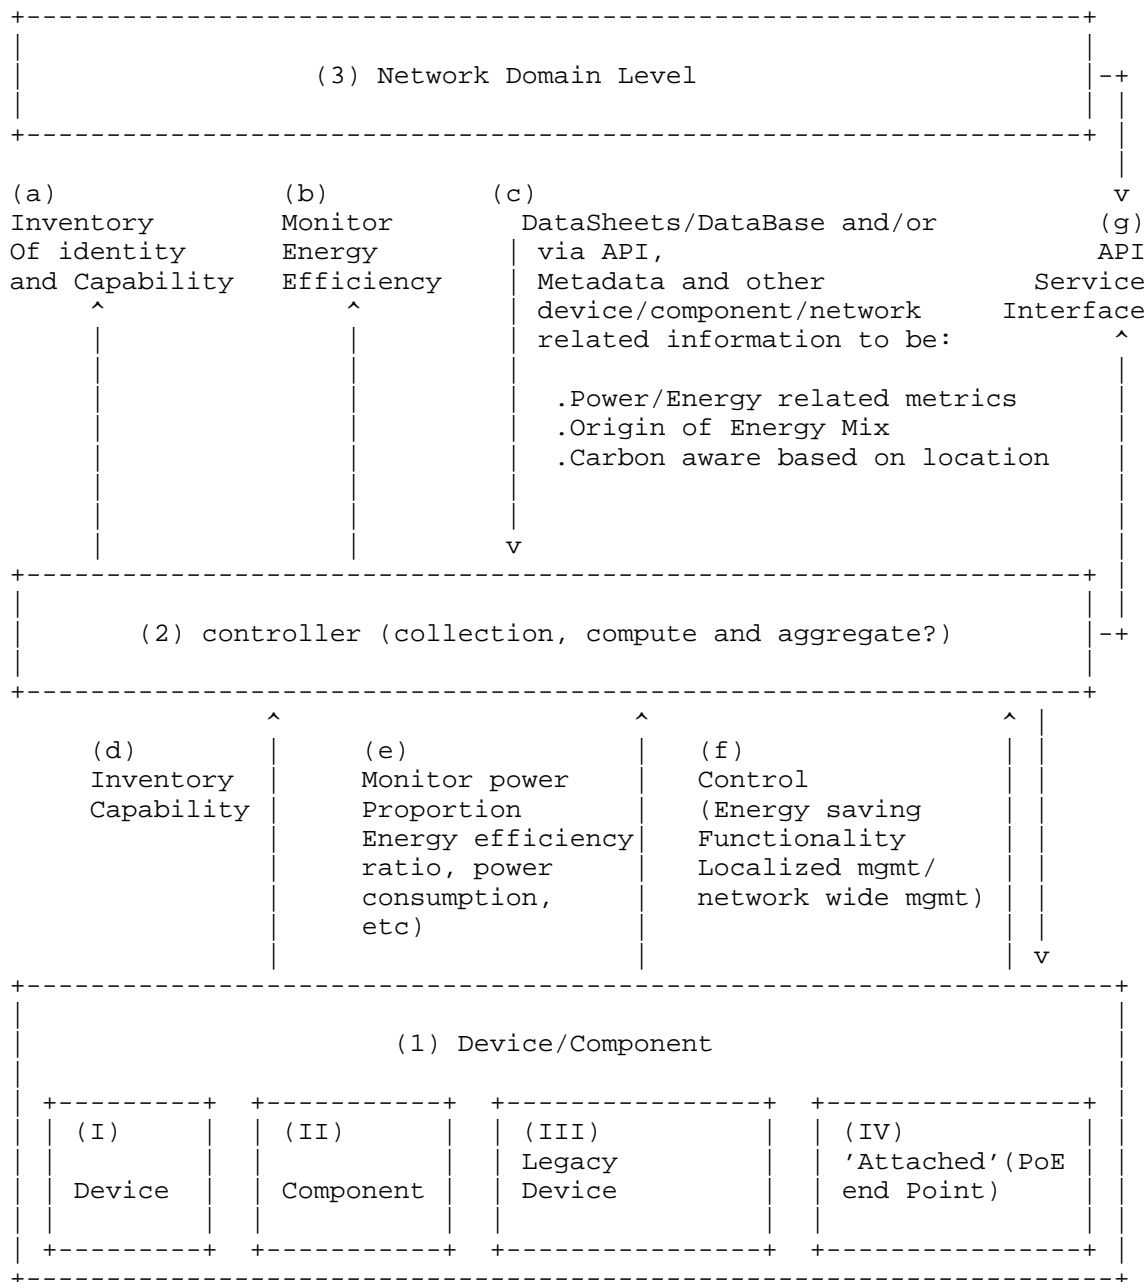 (3) Network Domain Level
(a) (b) (c)
Inventory Monitor DataSheets/DataBase and/or (g)
Of identity Energy via API, API
and Capability Efficiency Metadata and other Service
device/component/network Interface
related information to be:
.Power/Energy related metrics
.Origin of Energy Mix
.Carbon aware based on location
(2) controller (collection, compute and aggregate?)
(d) (e) (f)
Inventory Monitor power Control
Capability Proportion (Energy saving
Energy efficiency Functionality
ratio, power Localized mgmt/
consumption, network wide mgmt)
etc)
(1) Device/Component
(I) (II) (III) (IV)
Legacy 'Attached'(PoE
Device Component Device end Point)